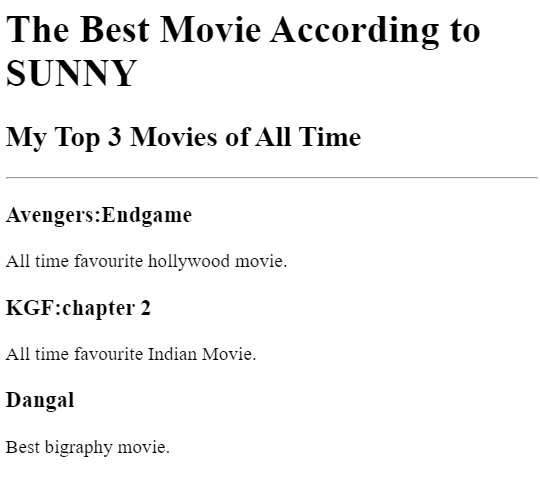 The Best Movie According to
SUNNY
My Top 3 Movies of All Time
Avengers:Endgame
All time favourite hollywood movie.
KGF:chapter 2
All time favourite Indian Movie.
Dangal
Best bigraphy movie.